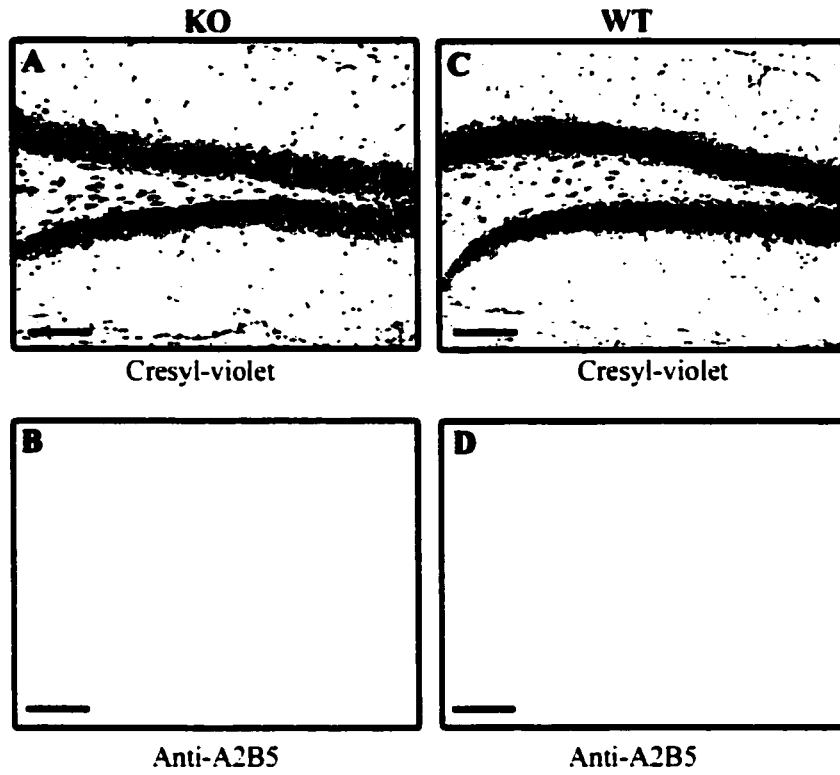 KO WT
A C
Cresyl-violet Cresyl-violet
B D
Anti-A2B5 Anti-A2B5